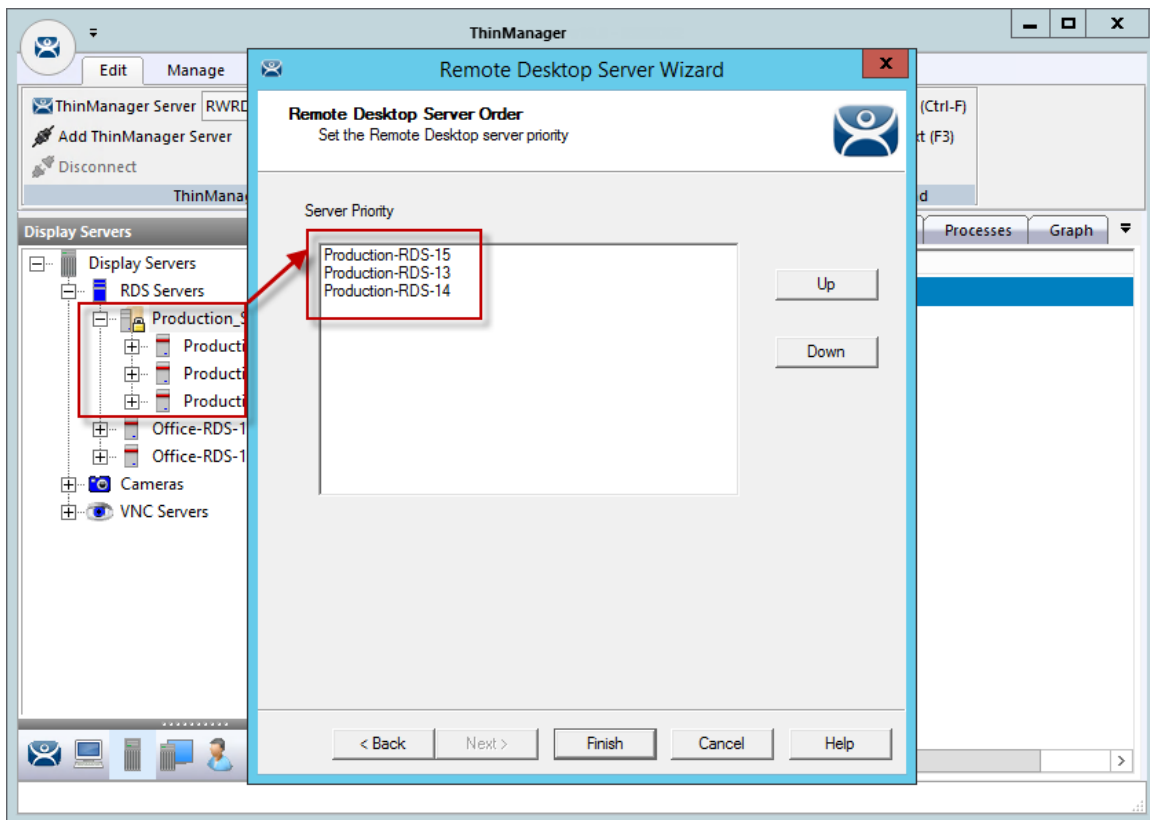 ThinManager
Edit Manage
ThinManager Server RWRD
Add ThinManager Server
Disconnect
ThinMana
(Ctrl-F)
(F3)
Remote Desktop Server Wizard
x
Remote Desktop Server Order
Set the Remote Desktop server priority
Server Priority
Production-RDS-15
Production-RDS-13
Production-RDS-14
Up
Down
< Back Next > Finish Cancel Help
Display Servers
Display Servers
RDS Servers
Production_S
Producti
Producti
Producti
Office-RDS-1
Office-RDS-1
Cameras
VNC Servers
Processes Graph